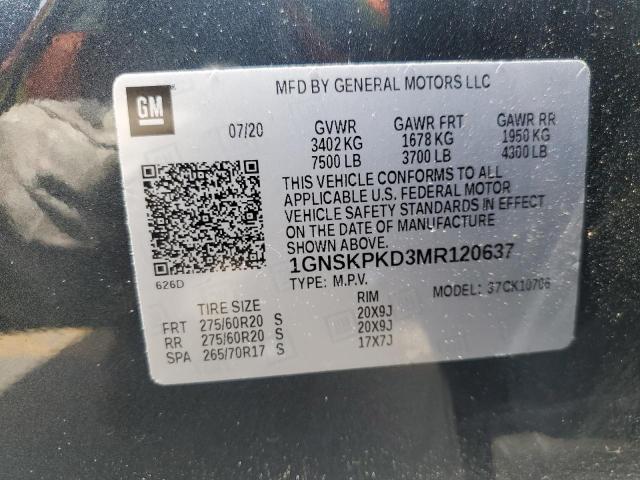 GM
MFD BY GENERAL MOTORS LLC
07/20 GVWR GAWR FRT GAWR RR
3402 KG 1678 KG 1950 KG
7500 LB 3700 LB 4300 LB
THIS VEHICLE CONFORMS TO ALL
APPLICABLE U.S. FEDERAL MOTOR
VEHICLE SAFETY STANDARDS IN EFFECT
ON THE DATE OF MANUFACTURE
1GNSKPKD3MR120637
626D
TYPE: M.P.V. MODEL: 37CK10706
TIRE SIZE RIM
FRT 275/60R20 S 20X9J
RR 275/60R20 S 20X9J
SPA 265/70R17 S 17X7J